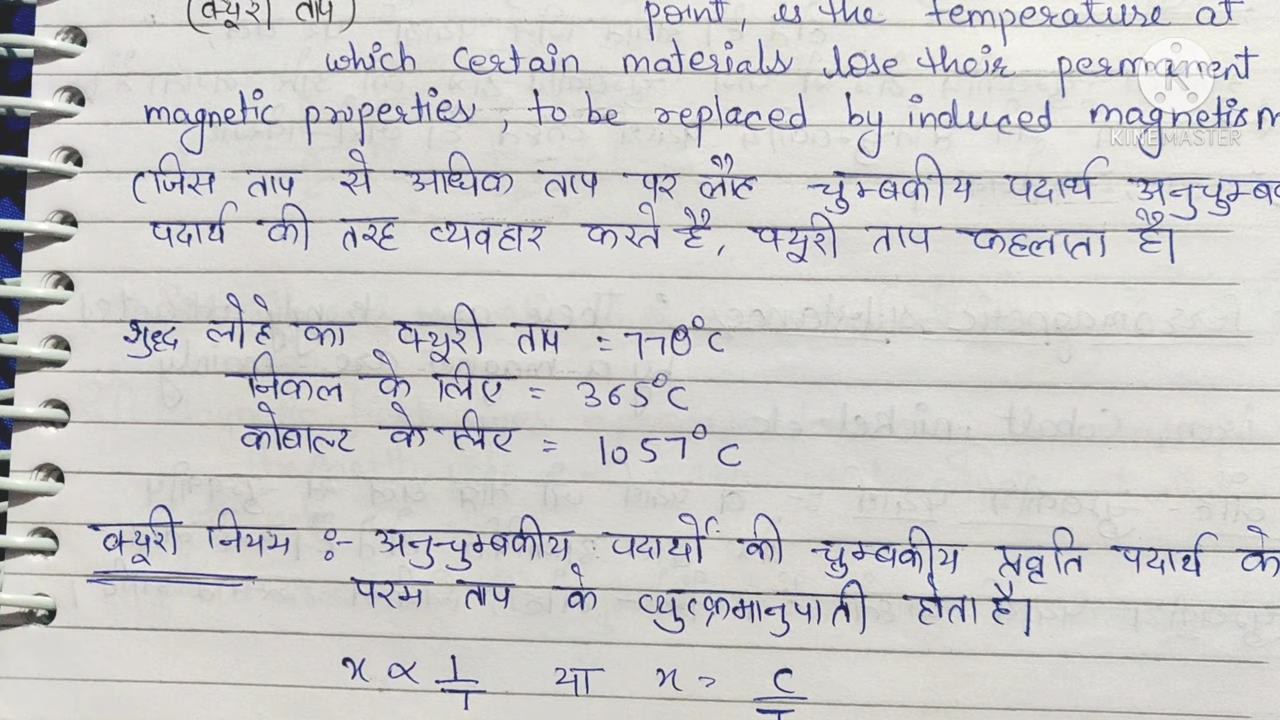 (क्यूरी ताप) point, is the temperature at
which certain materials lose their permanent
magnetic properties, to be replaced by induced magnetism
KINEMASTER
(जिस ताप से अधिक ताप पर लौह चुम्बकीय पदार्थ अनुचुम्बक
पदार्थ की तरह व्यवहार करते है, क्यूरी ताप कहलाता है।
शुद्ध लोहे का क्यूरी ताप = 770°C
निकल के लिए = 365°C
कोबाल्ट के लिए = 1057°C
क्यूरी नियम :- अनुचुम्बकीय पदार्थों की चुम्बकीय प्रवृति पदार्थ के
परम ताप के व्युत्क्रमानुपाती होता है।
x ∝ 1/T या x = C/T